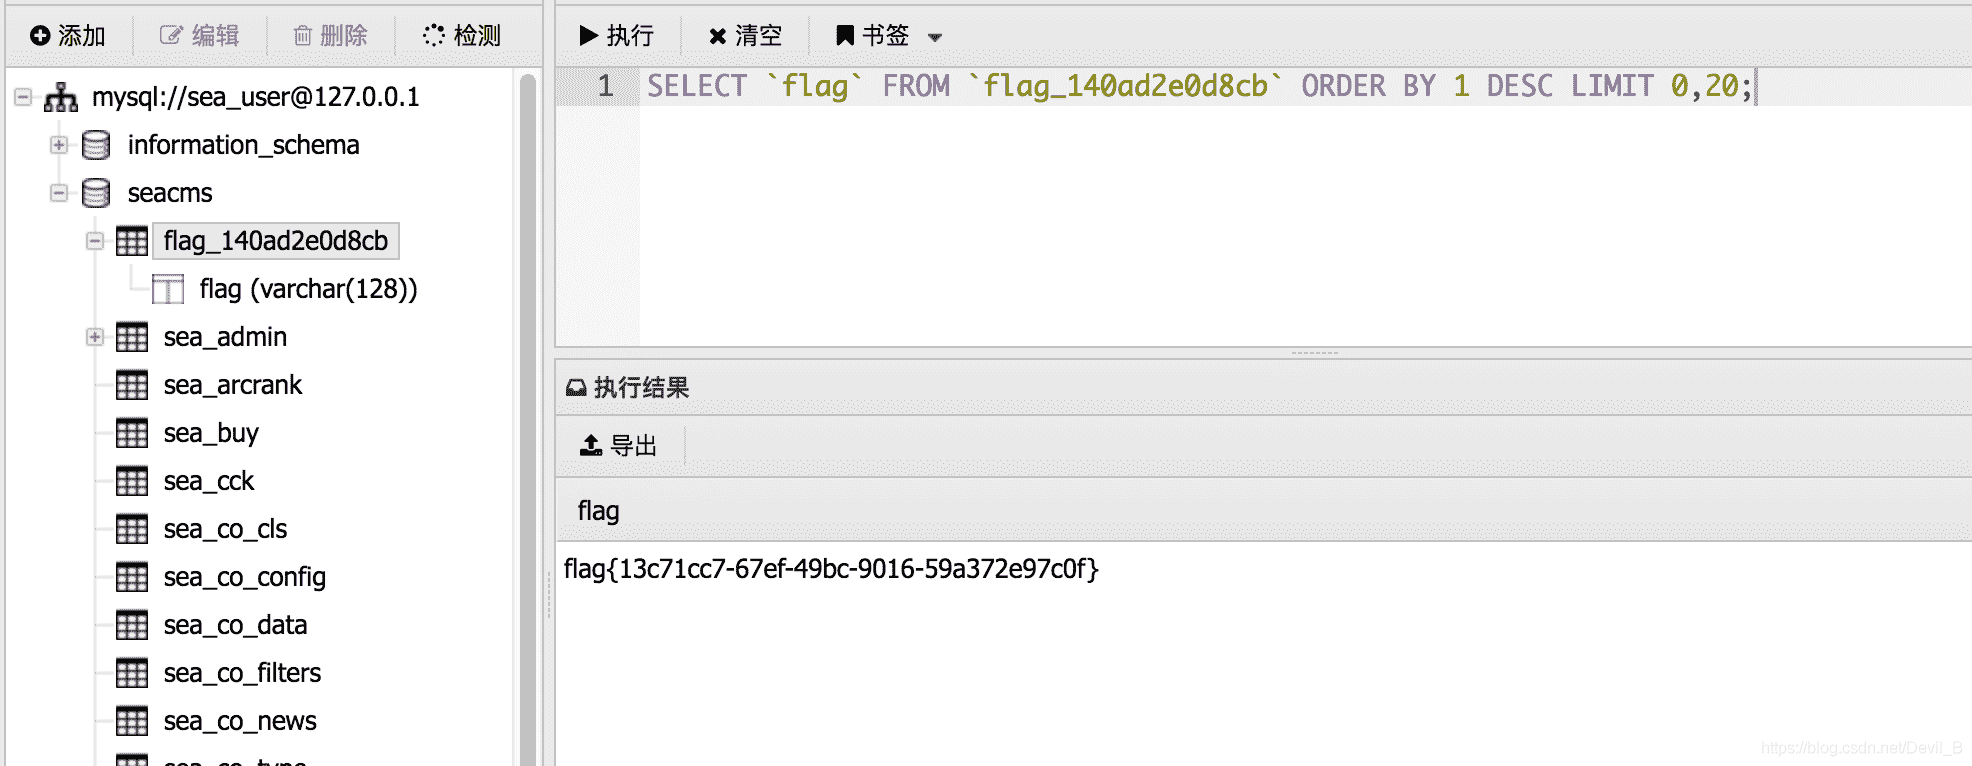 添加 编辑 删除 检测
mysql://sea_user@127.0.0.1
information_schema
seacms
flag_140ad2e0d8cb
flag (varchar(128))
sea_admin
sea_arcrank
sea_buy
sea_cck
sea_co_cls
sea_co_config
sea_co_data
sea_co_filters
sea_co_news
sea_co_type
执行 清空 书签
1 SELECT `flag` FROM `flag_140ad2e0d8cb` ORDER BY 1 DESC LIMIT 0,20;
执行结果
导出
flag
flag{13c71cc7-67ef-49bc-9016-59a372e97c0f}
https://blog.csdn.net/Devil_B